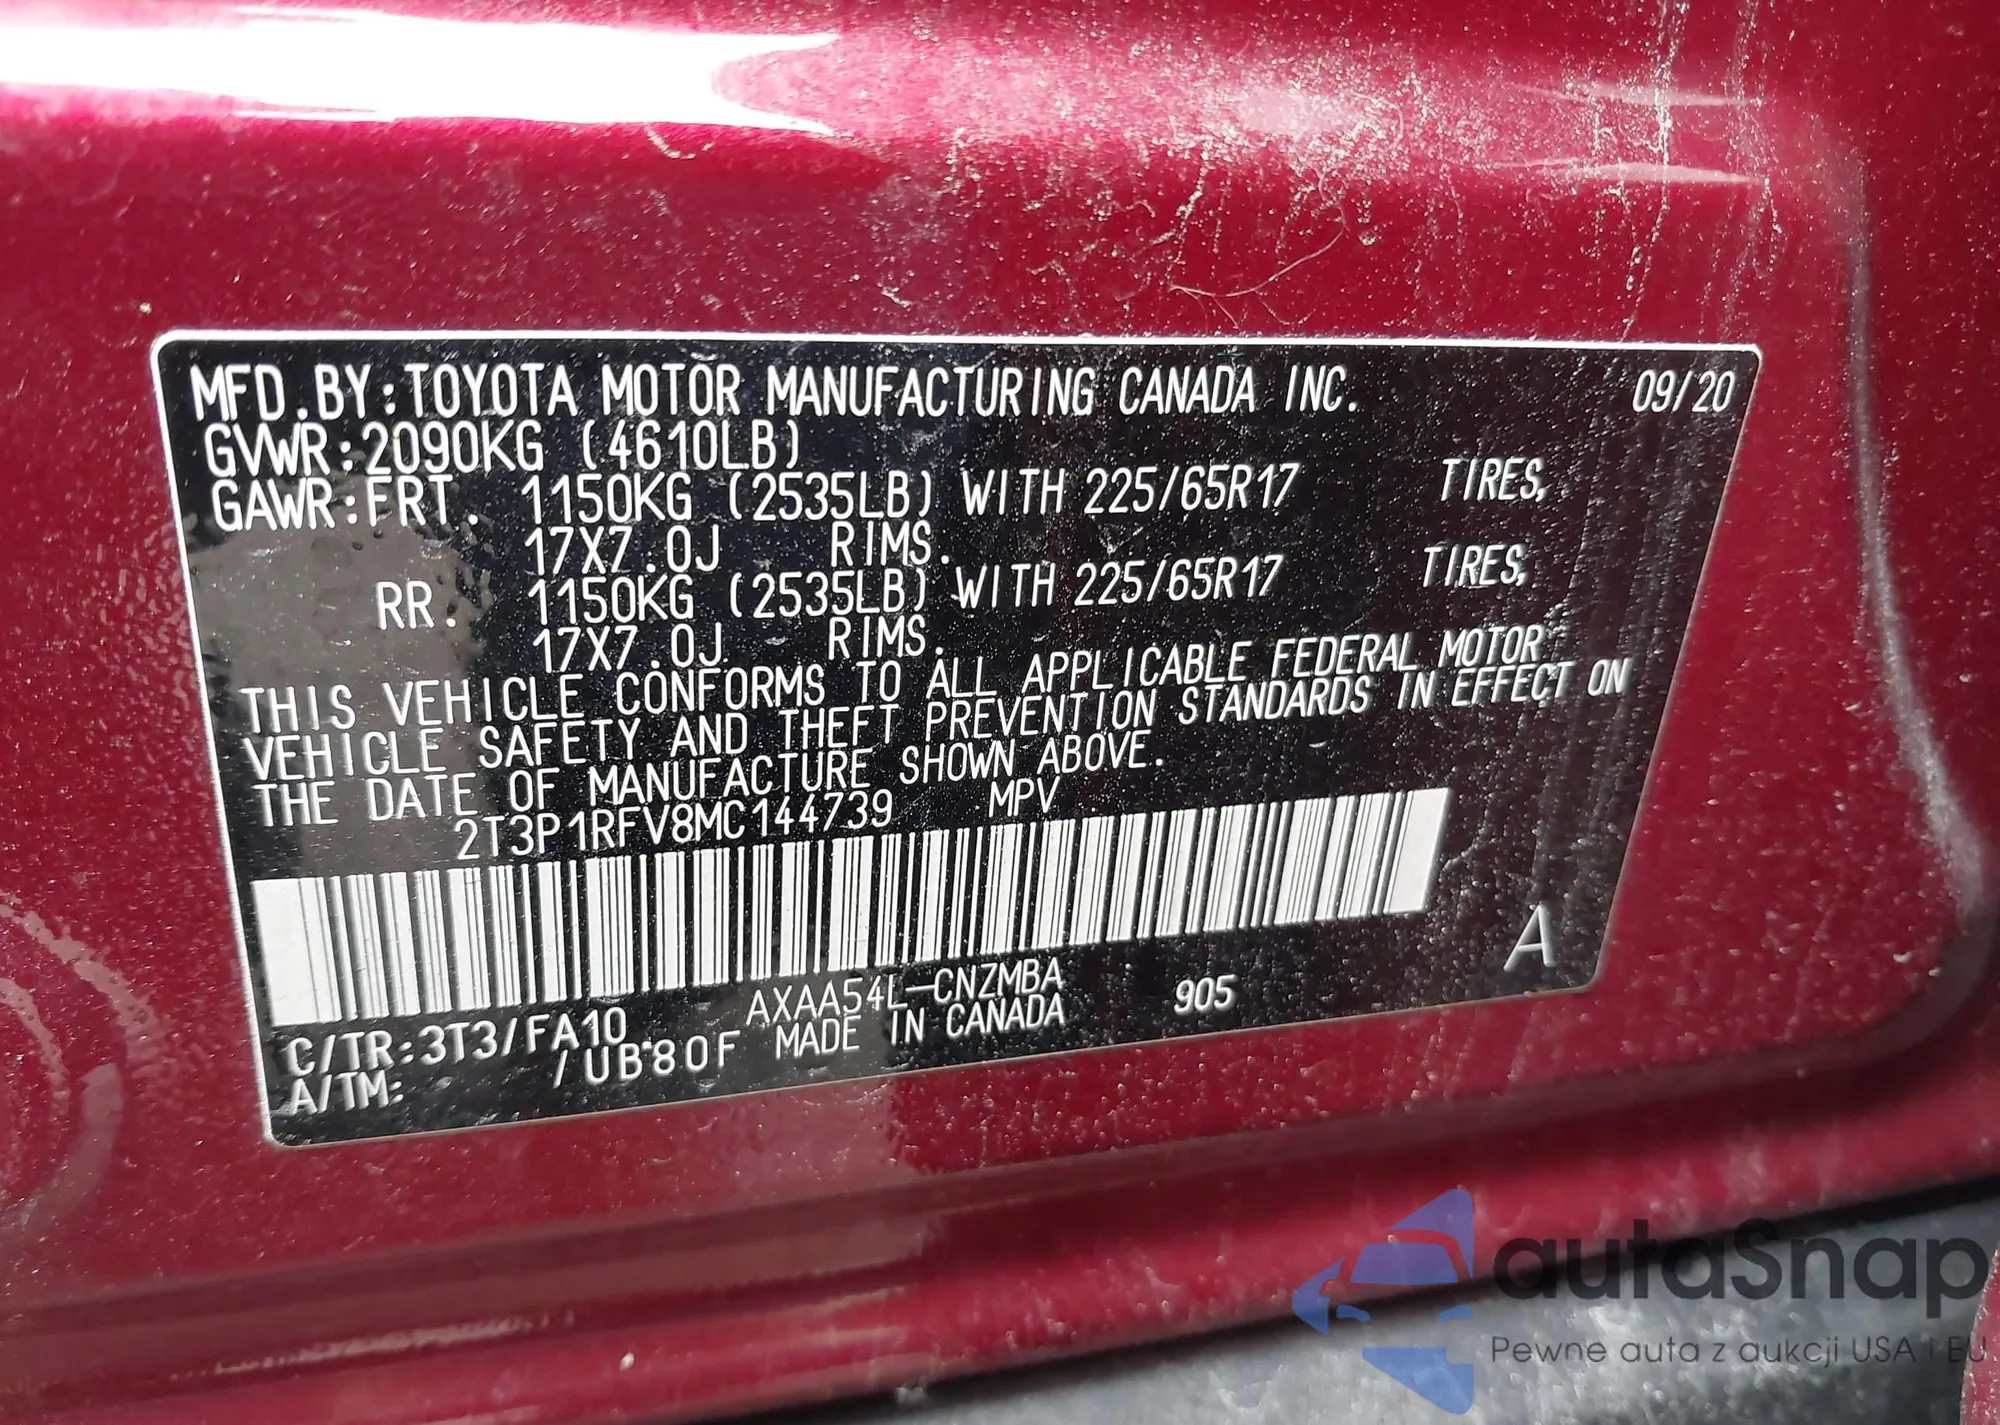 MFD.BY:TOYOTA MOTOR MANUFACTURING CANADA INC. 09/20
GVWR:2090KG (4610LB)
GAWR:FRT. 1150KG (2535LB) WITH 225/65R17 TIRES,
17X7.0J RIMS.
RR. 1150KG (2535LB) WITH 225/65R17 TIRES,
17X7.0J RIMS.
THIS VEHICLE CONFORMS TO ALL APPLICABLE FEDERAL MOTOR
VEHICLE SAFETY AND THEFT PREVENTION STANDARDS IN EFFECT ON
THE DATE OF MANUFACTURE SHOWN ABOVE.
2T3P1RFV8MC144739 MPV
A
C/TR:3T3/FA10 AXAA54L-CNZMBA 905
A/TM: /UB80F MADE IN CANADA
autaSnap
Pewne auta z aukcji USA i EU